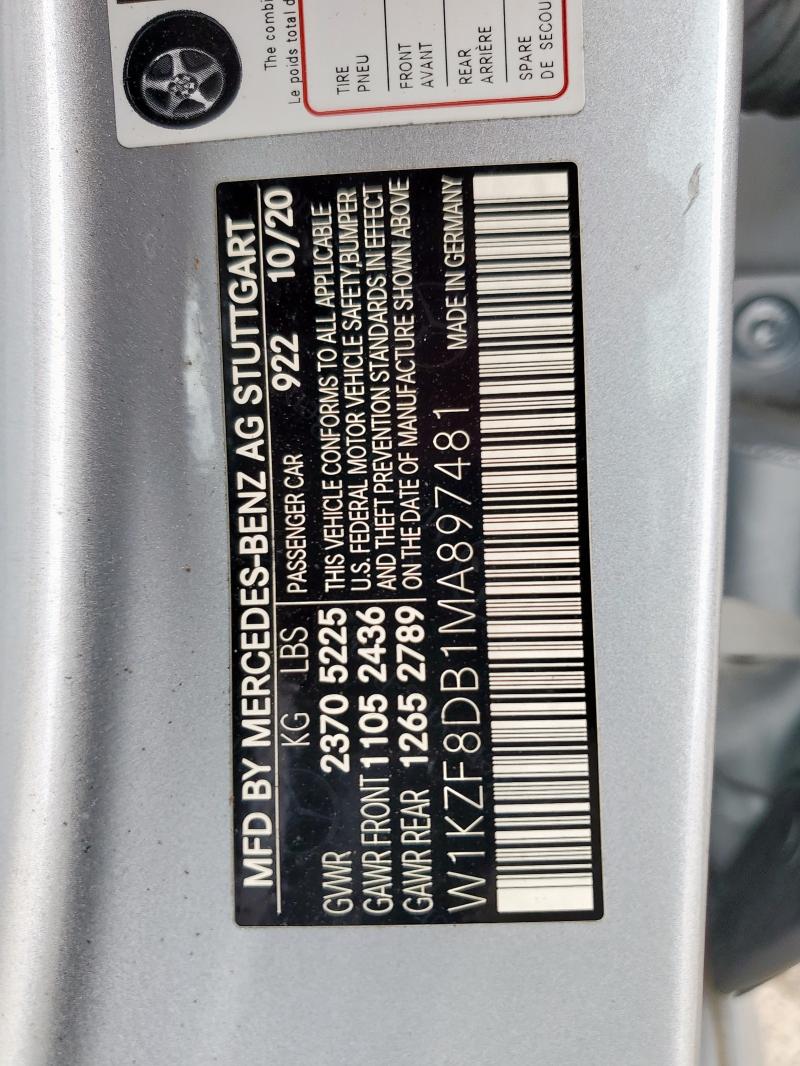 The combi
Le poids total d
TIRE
PNEU
FRONT
AVANT
REAR
ARRIÈRE
SPARE
DE SECOU
MFD BY MERCEDES-BENZ AG STUTTGART
KG LBS PASSENGER CAR 922 10/20
GVWR 2370 5225 THIS VEHICLE CONFORMS TO ALL APPLICABLE
GAWR FRONT 1105 2436 U.S. FEDERAL MOTOR VEHICLE SAFETY,BUMPER
GAWR REAR 1265 2789 AND THEFT PREVENTION STANDARDS IN EFFECT
ON THE DATE OF MANUFACTURE SHOWN ABOVE
W1KZF8DB1MA897481 MADE IN GERMANY